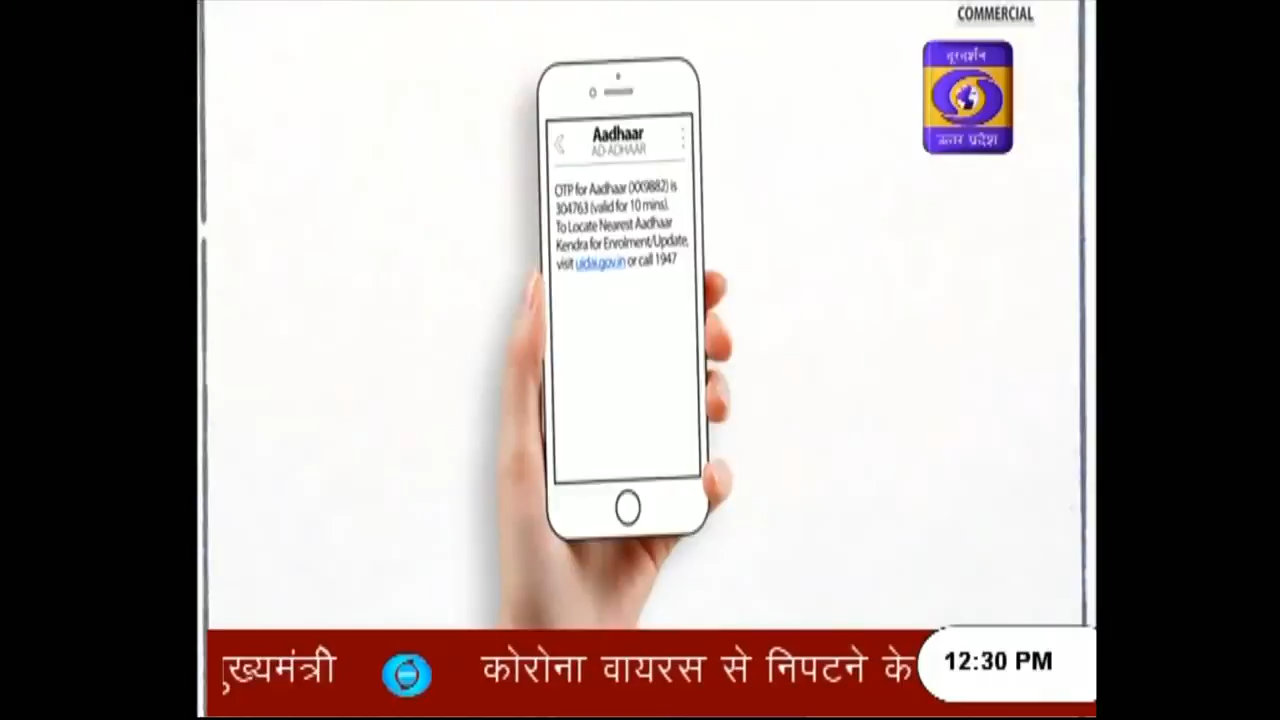 COMMERCIAL
दूरदर्शन
उत्तर प्रदेश
Aadhaar
AD-ADHAAR
OTP for Aadhaar (XX9882) is
304763 (valid for 10 mins).
To Locate Nearest Aadhaar
Kendra for Enrolment/Update,
visit uidai.gov.in or call 1947
ुख्यमंत्री कोरोना वायरस से निपटने के
12:30 PM